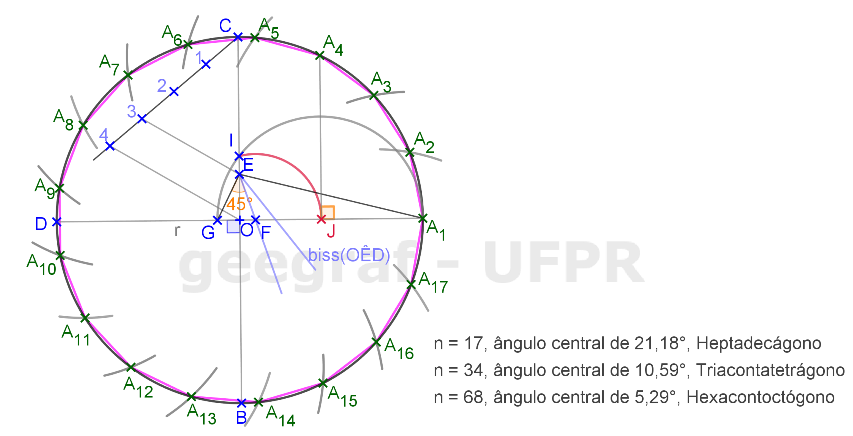 C
A5
A6
A4
1
A7
2
A3
3
A8
4
I
A2
E
A9
45°
D
r
G
O
F
J
A1
biss(OÊD)
geegraf - UFPR
A10
A17
A11
A16
n = 17, ângulo central de 21,18°, Heptadecágono
A12
n = 34, ângulo central de 10,59°, Triacontatetrágono
A15
n = 68, ângulo central de 5,29°, Hexacontoctógono
A13
B
A14